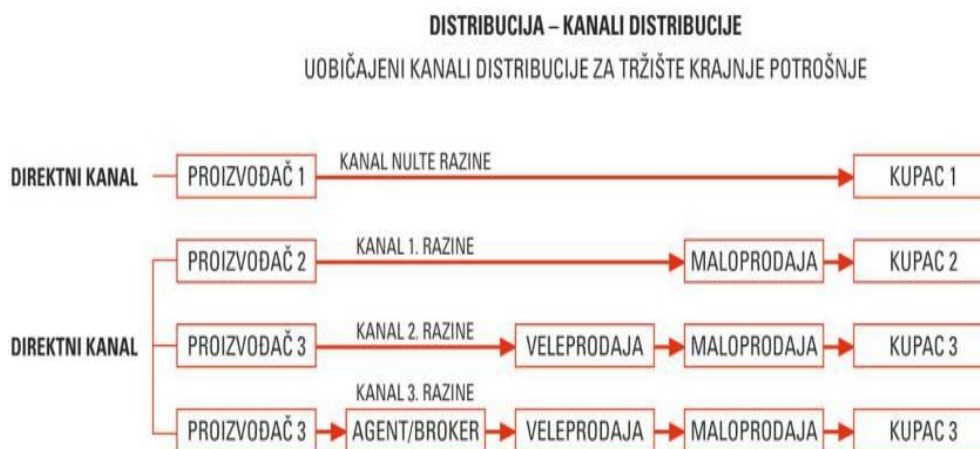 DISTRIBUCIJA – KANALI DISTRIBUCIJE
UOBIČAJENI KANALI DISTRIBUCIJE ZA TRŽIŠTE KRAJNJE POTROŠNJE
DIREKTNI KANAL PROIZVOĐAČ 1 KANAL NULTE RAZINE KUPAC 1
PROIZVOĐAČ 2 KANAL 1. RAZINE MALOPRODAJA KUPAC 2
DIREKTNI KANAL PROIZVOĐAČ 3 KANAL 2. RAZINE VELEPRODAJA MALOPRODAJA KUPAC 3
KANAL 3. RAZINE
PROIZVOĐAČ 3 AGENT/BROKER VELEPRODAJA MALOPRODAJA KUPAC 3